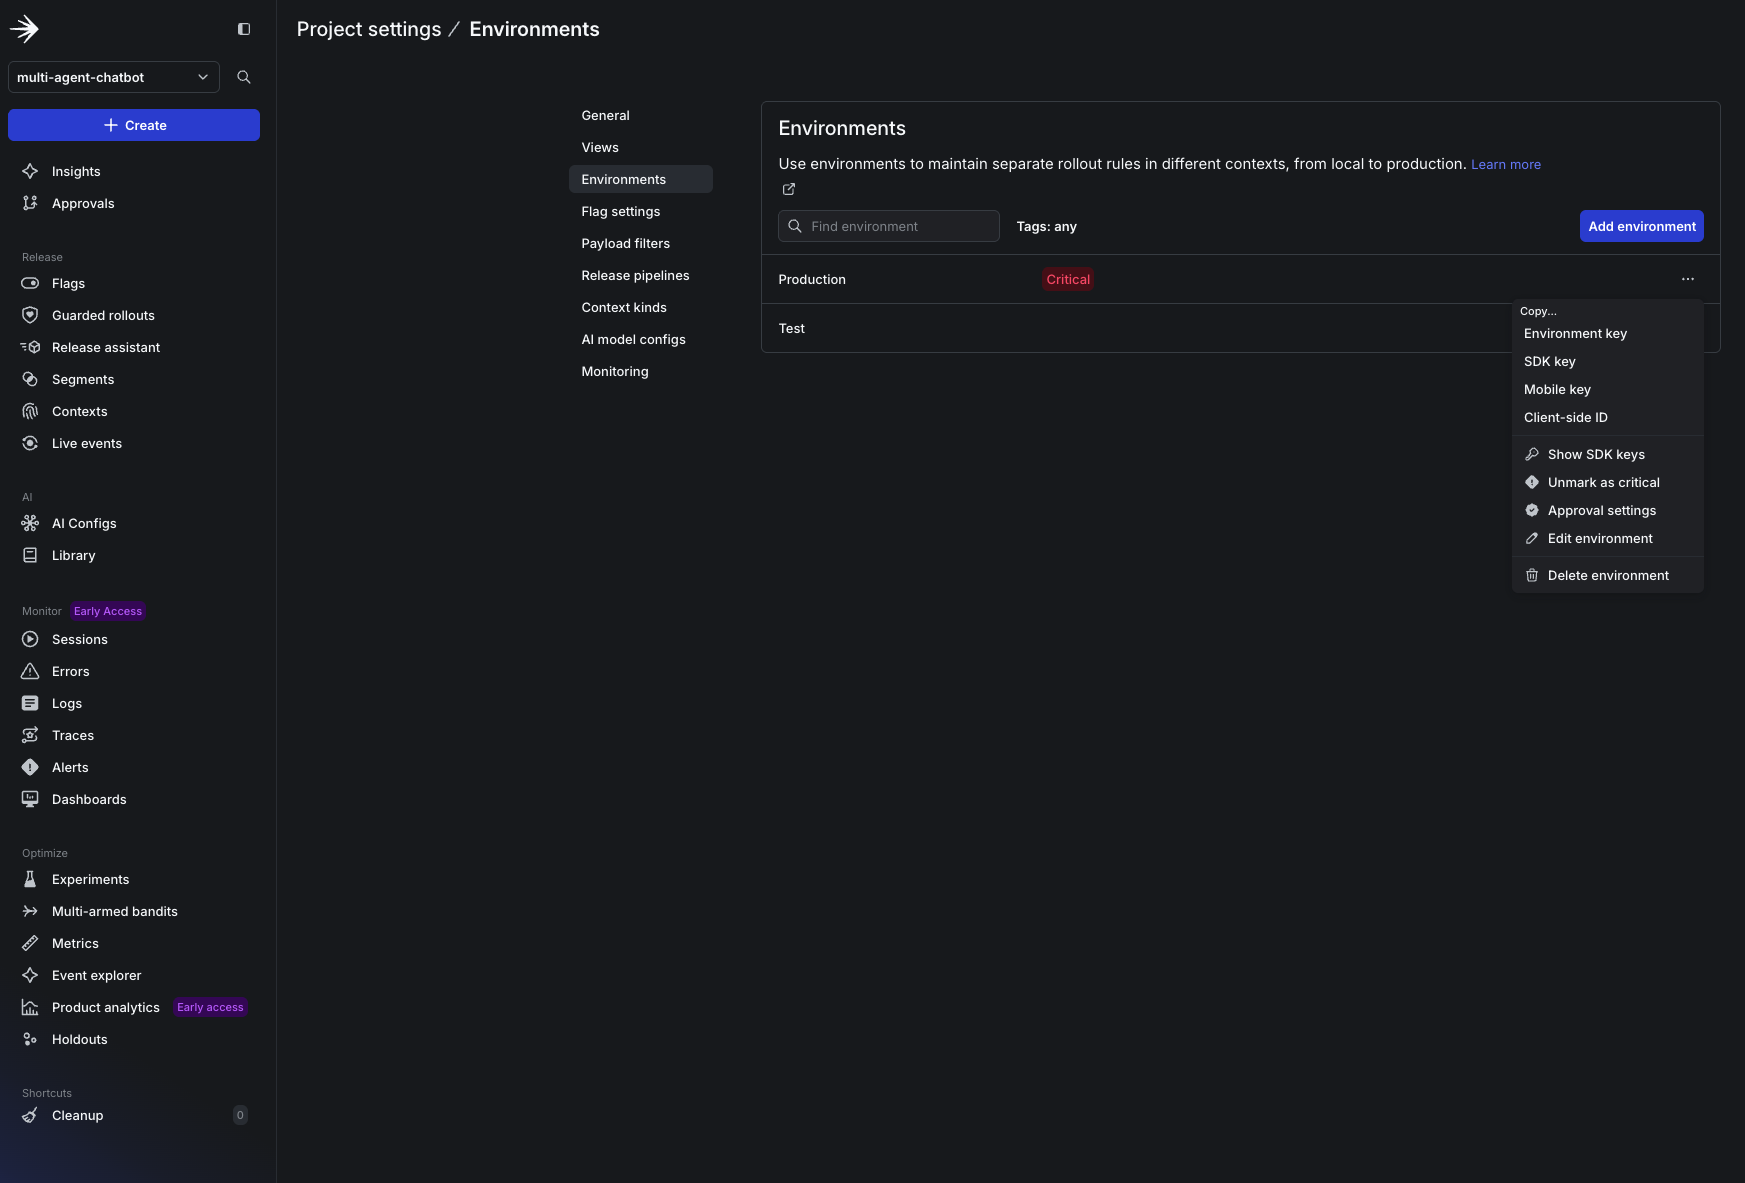 Project settings / Environments
multi-agent-chatbot
Create
Insights
Approvals
Release
Flags
Guarded rollouts
Release assistant
Segments
Contexts
Live events
AI
AI Configs
Library
Monitor Early Access
Sessions
Errors
Logs
Traces
Alerts
Dashboards
Optimize
Experiments
Multi-armed bandits
Metrics
Event explorer
Product analytics Early access
Holdouts
Shortcuts
Cleanup 0
General
Views
Environments
Flag settings
Payload filters
Release pipelines
Context kinds
AI model configs
Monitoring
Environments
Use environments to maintain separate rollout rules in different contexts, from local to production. Learn more
Find environment Tags: any Add environment
Production Critical
Test
Copy...
Environment key
SDK key
Mobile key
Client-side ID
Show SDK keys
Unmark as critical
Approval settings
Edit environment
Delete environment